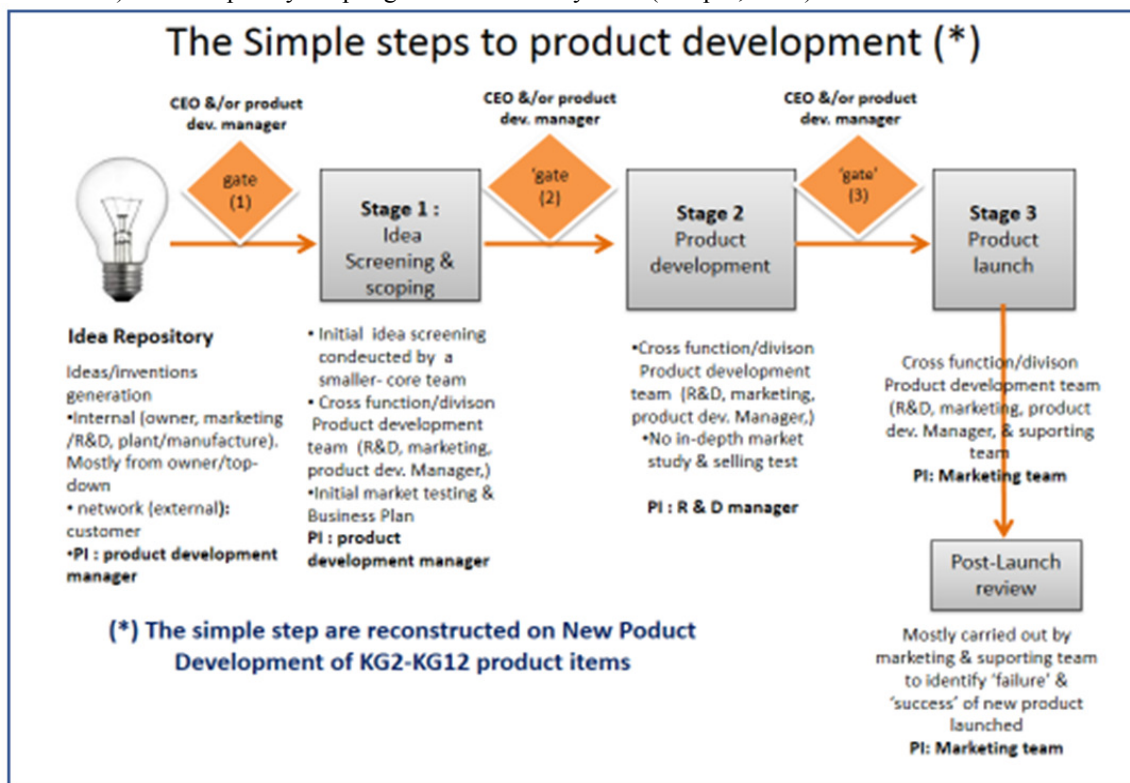 The Simple steps to product development (*)
CEO &/or product
dev. manager
CEO &/or product
dev. manager
CEO &/or product
dev. manager
gate
(1)
'gate
(2)
'gate'
(3)
Stage 1 :
Idea
Screening &
scoping
Stage 2
Product
development
Stage 3
Product
launch
Idea Repository
Ideas/inventions
generation
•Internal (owner, marketing
/R&D, plant/manufacture).
Mostly from owner/top-
down
• network (external):
customer
•PI : product development
manager
• Initial idea screening
condeucted by a
smaller- core team
• Cross function/divison
Product development
team (R&D, marketing,
product dev. Manager,)
• Initial market testing &
Business Plan
PI : product
development manager
•Cross function/divison
Product development
team (R&D, marketing,
product dev. Manager,)
•No in-depth market
study & selling test
PI : R & D manager
Cross function/divison
Product development team
(R&D, marketing, product
dev. Manager, & suporting
team
PI: Marketing team
Post-Launch
review
Mostly carried out by
marketing & suporting team
to identify 'failure' &
'success' of new product
launched
PI: Marketing team
(*) The simple step are reconstructed on New Poduct
Development of KG2-KG12 product items